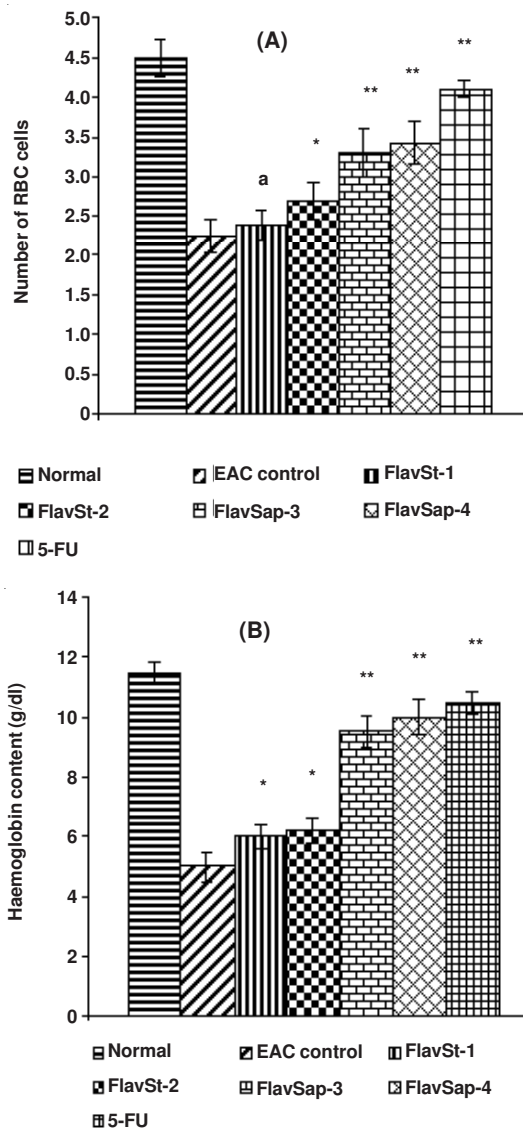 (A)
Number of RBC cells
5.0
4.5
4.0
3.5
3.0
2.5
2.0
1.5
1.0
0.5
0
a
*
**
**
**
Normal EAC control FlavSt-1
FlavSt-2 FlavSap-3 FlavSap-4
5-FU
(B)
Haemoglobin content (g/dl)
14
12
10
8
6
4
2
0
*
*
**
**
**
Normal EAC control FlavSt-1
FlavSt-2 FlavSap-3 FlavSap-4
5-FU